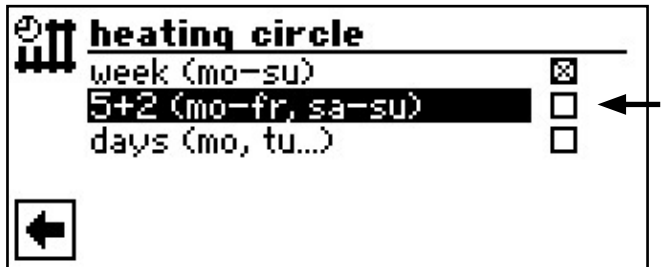 heating circle
week (mo-su)
5+2 (mo-fr, sa-su)
days (mo, tu...)